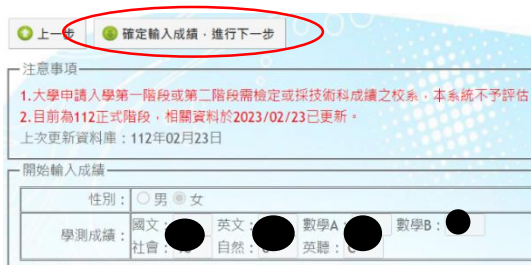 上一步 確定輸入成績，進行下一步
注意事項
1.大學申請入學第一階段或第二階段需檢定或採技術科成績之校系，本系統不予評估
2.目前為112正式階段，相關資料於2023/02/23已更新。
上次更新資料庫：112年02月23日
開始輸入成績
性別： 男 女
學測成績： 國文： 英文： 數學A： 數學B：
社會： 自然： 英聽：